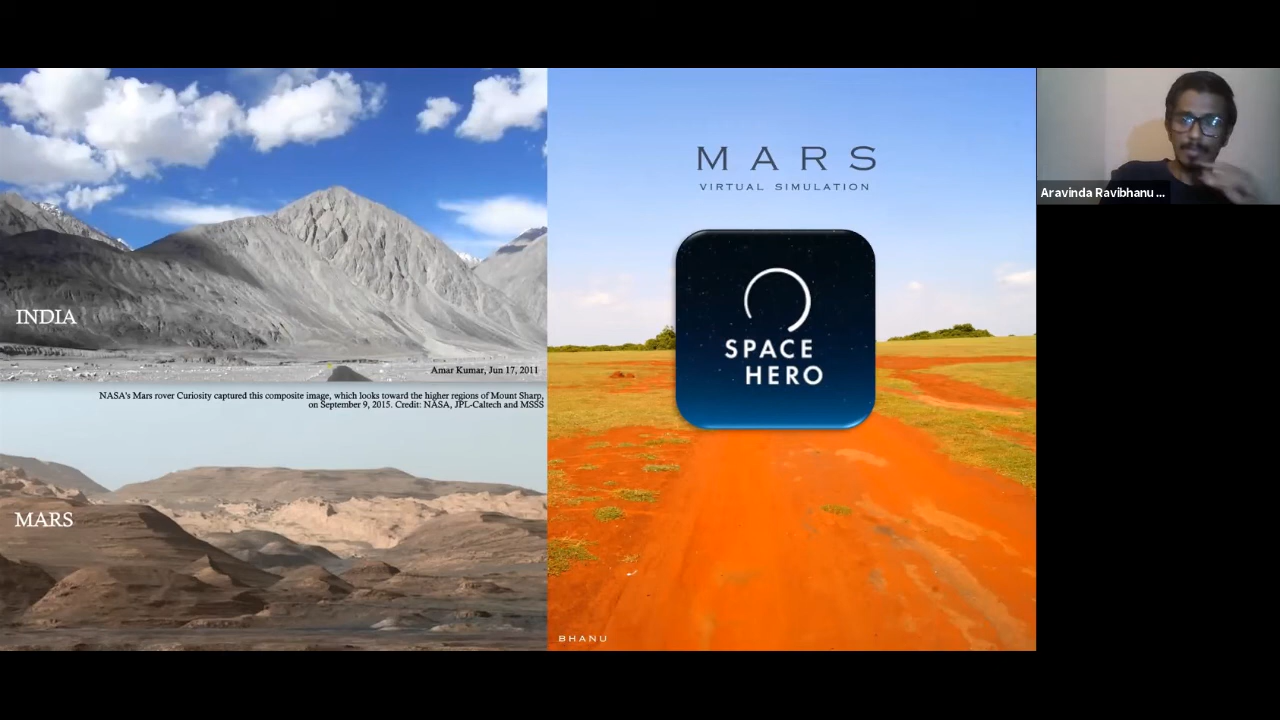 INDIA
Amar Kumar, Jun 17, 2011
NASA's Mars rover Curiosity captured this composite image, which looks toward the higher regions of Mount Sharp,
on September 9, 2015. Credit: NASA, JPL-Caltech and MSSS
MARS
MARS
VIRTUAL SIMULATION
SPACE
HERO
BHANU
Aravinda Ravibhanu ...